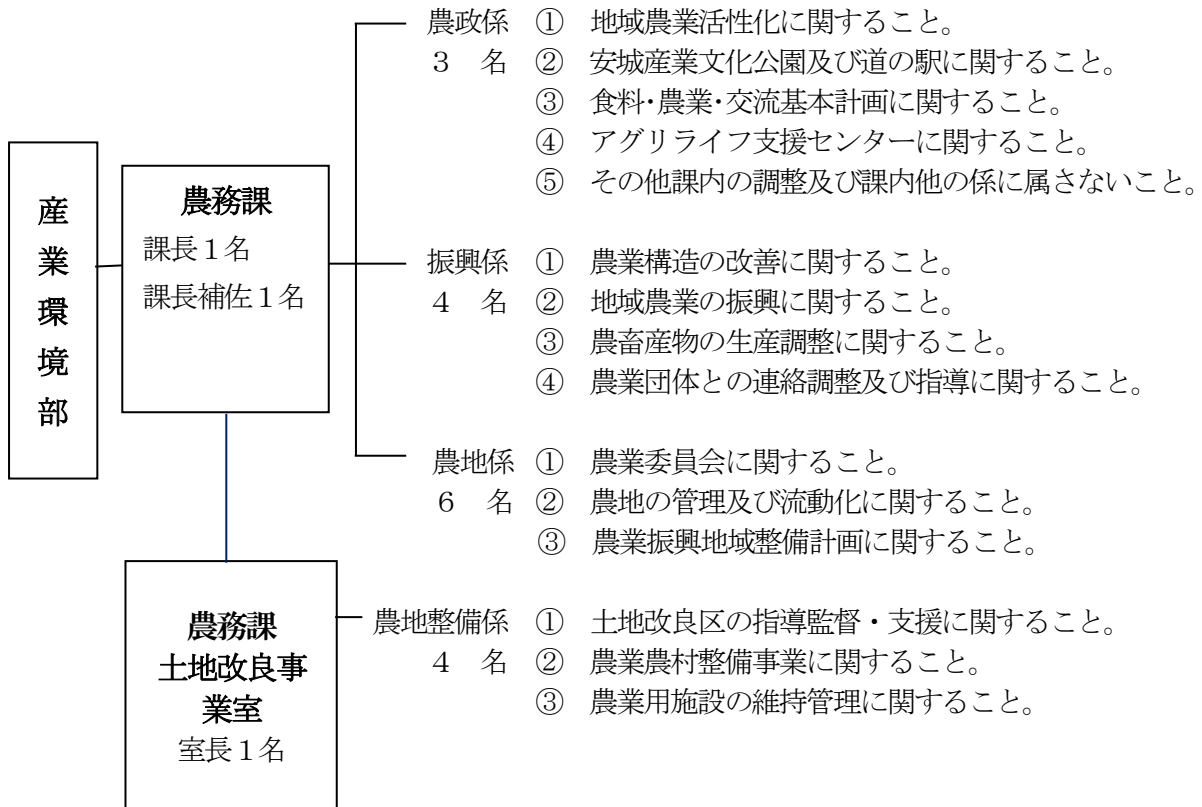 産業環境部
農務課
課長１名
課長補佐１名
農政係 ① 地域農業活性化に関すること。
３ 名 ② 安城産業文化公園及び道の駅に関すること。
③ 食料・農業・交流基本計画に関すること。
④ アグリライフ支援センターに関すること。
⑤ その他課内の調整及び課内他の係に属さないこと。
振興係 ① 農業構造の改善に関すること。
４ 名 ② 地域農業の振興に関すること。
③ 農畜産物の生産調整に関すること。
④ 農業団体との連絡調整及び指導に関すること。
農地係 ① 農業委員会に関すること。
６ 名 ② 農地の管理及び流動化に関すること。
③ 農業振興地域整備計画に関すること。
農務課
土地改良事
業室
室長１名
農地整備係 ① 土地改良区の指導監督・支援に関すること。
４ 名 ② 農業農村整備事業に関すること。
③ 農業用施設の維持管理に関すること。